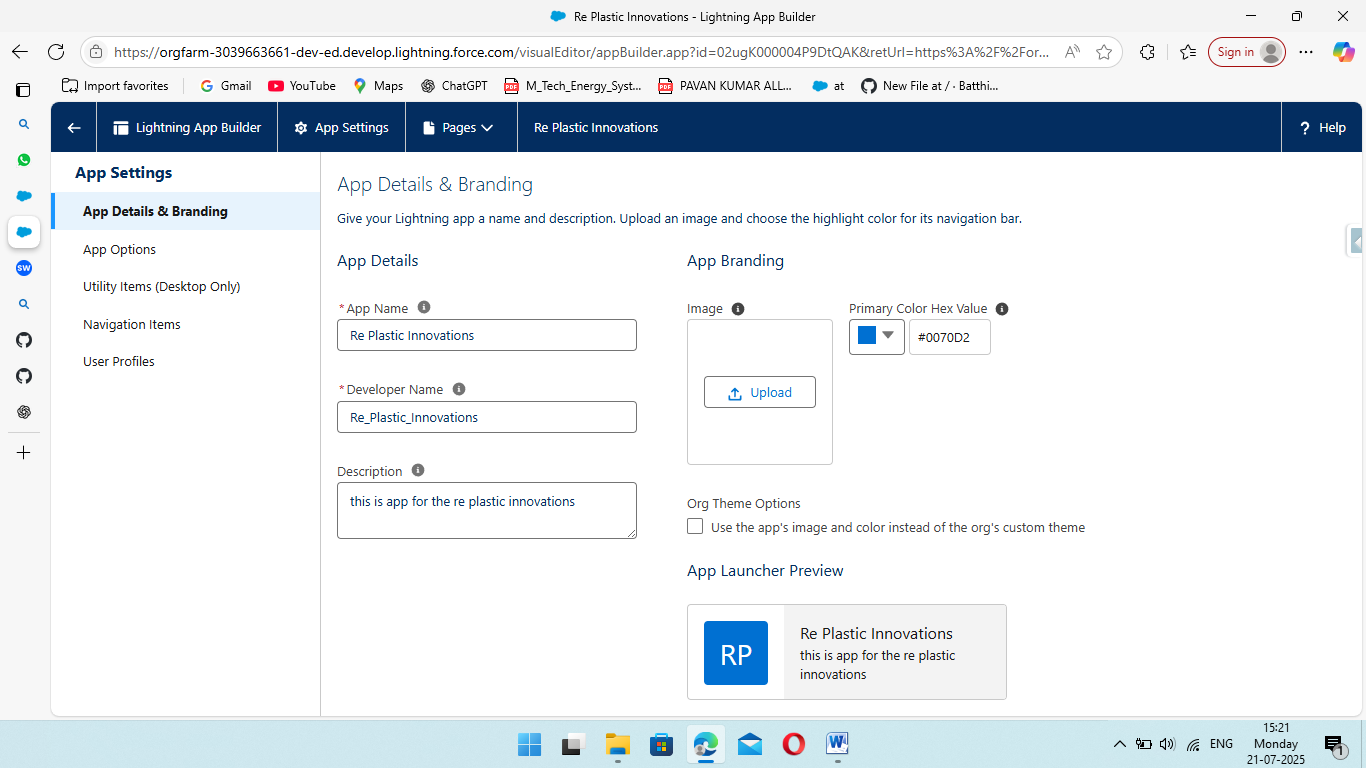 Re Plastic Innovations - Lightning App Builder
https://orgfarm-3039663661-dev-ed.develop.lightning.force.com/visualEditor/appBuilder.app?id=02ugK000004P9DtQAK&retUrl=https%3A%2F%2For...
Sign in
Import favorites
Gmail
YouTube
Maps
ChatGPT
M_Tech_Energy_Syst...
PAVAN KUMAR ALL...
at
New File at / · Batthi...
Lightning App Builder
App Settings
Pages
Re Plastic Innovations
? Help
App Settings
App Details & Branding
App Options
Utility Items (Desktop Only)
Navigation Items
User Profiles
SW
App Details & Branding
Give your Lightning app a name and description. Upload an image and choose the highlight color for its navigation bar.
App Details
*App Name
Re Plastic Innovations
*Developer Name
Re_Plastic_Innovations
Description
this is app for the re plastic innovations
App Branding
Image
Upload
Primary Color Hex Value
#0070D2
Org Theme Options
Use the app's image and color instead of the org's custom theme
App Launcher Preview
RP
Re Plastic Innovations
this is app for the re plastic
innovations
ENG
15:21
Monday
21-07-2025
1